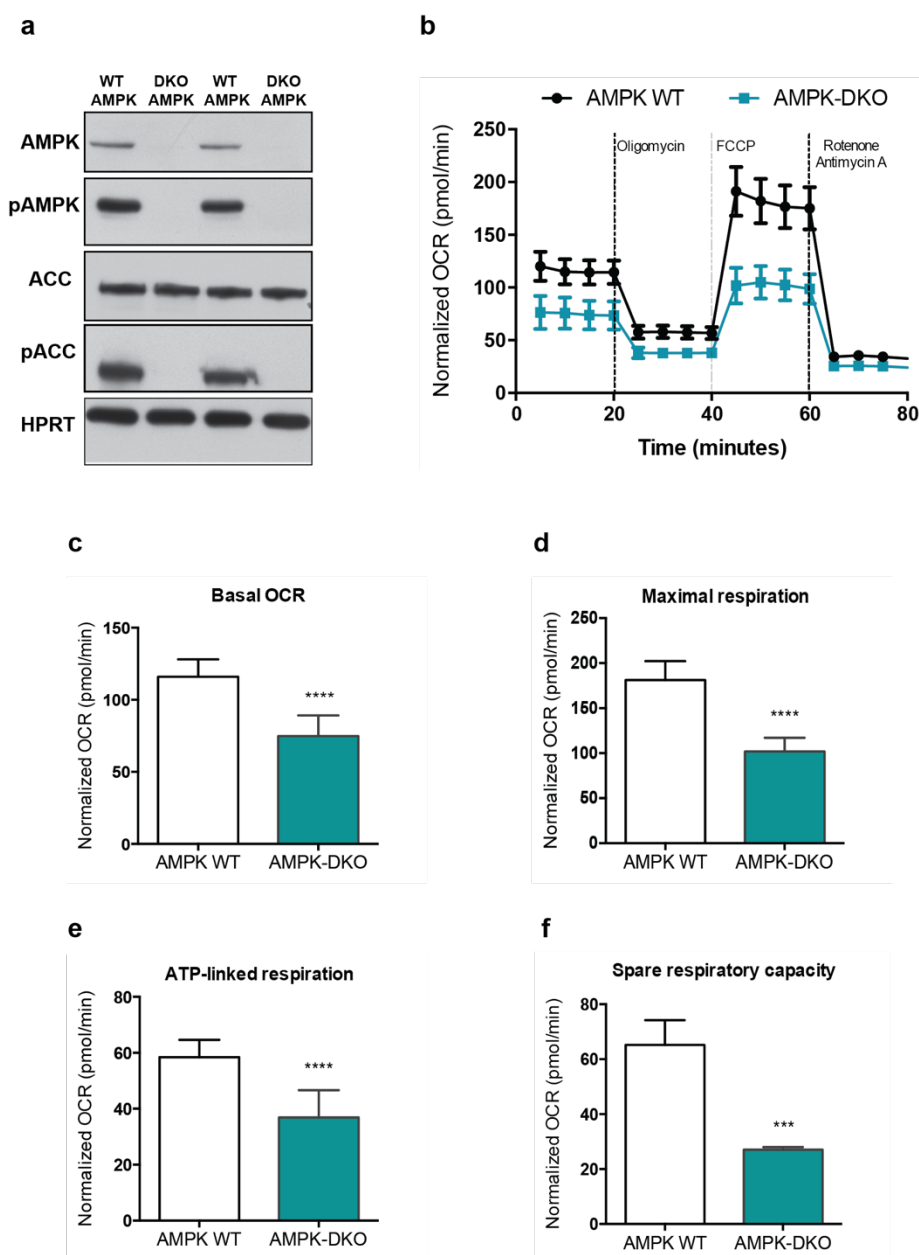 a
WT DKO WT DKO
AMPK AMPK AMPK AMPK
AMPK
pAMPK
ACC
pACC
HPRT
b
AMPK WT AMPK-DKO
Normalized OCR (pmol/min)
250
200
150
100
50
0
Oligomycin
FCCP
Rotenone
Antimycin A
0 20 40 60 80
Time (minutes)
c
Basal OCR
Normalized OCR (pmol/min)
150
100
50
0
****
AMPK WT AMPK-DKO
d
Maximal respiration
Normalized OCR (pmol/min)
250
200
150
100
50
0
****
AMPK WT AMPK-DKO
e
ATP-linked respiration
Normalized OCR (pmol/min)
80
60
40
20
0
****
AMPK WT AMPK-DKO
f
Spare respiratory capacity
Normalized OCR (pmol/min)
80
60
40
20
0
***
AMPK WT AMPK-DKO